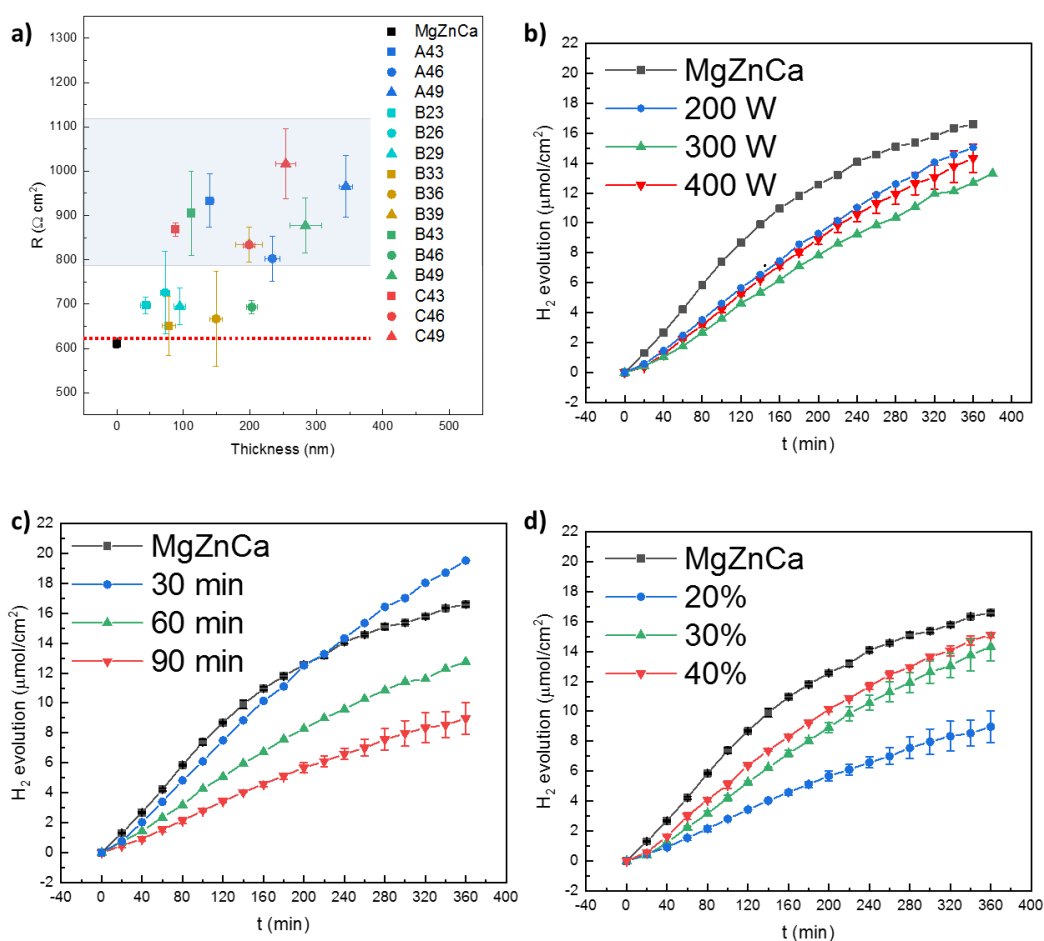 a)
1300
1200
1100
1000
900
800
700
600
500
R (Ω cm²)
0 100 200 300 400 500
Thickness (nm)
MgZnCa
A43
A46
A49
B23
B26
B29
B33
B36
B39
B43
B46
B49
C43
C46
C49
b)
22
20
18
16
14
12
10
8
6
4
2
0
-2
H₂ evolution (μmol/cm²)
MgZnCa
200 W
300 W
400 W
-40 0 40 80 120 160 200 240 280 320 360 400
t (min)
c)
22
20
18
16
14
12
10
8
6
4
2
0
-2
H₂ evolution (μmol/cm²)
MgZnCa
30 min
60 min
90 min
-40 0 40 80 120 160 200 240 280 320 360 400
t (min)
d)
22
20
18
16
14
12
10
8
6
4
2
0
-2
H₂ evolution (μmol/cm²)
MgZnCa
20%
30%
40%
-40 0 40 80 120 160 200 240 280 320 360 400
t (min)